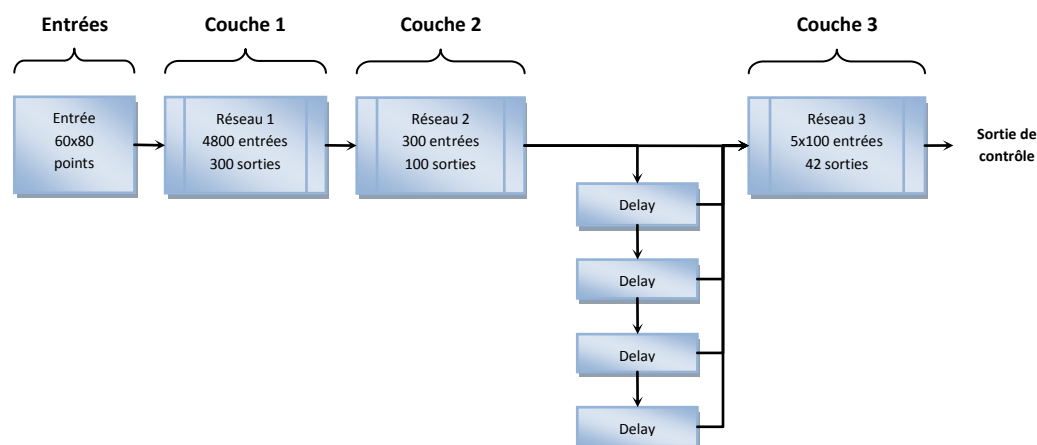 Entrées
Couche 1
Couche 2
Couche 3
Entrée
60x80
points
Réseau 1
4800 entrées
300 sorties
Réseau 2
300 entrées
100 sorties
Réseau 3
5x100 entrées
42 sorties
Sortie de
contrôle
Delay
Delay
Delay
Delay